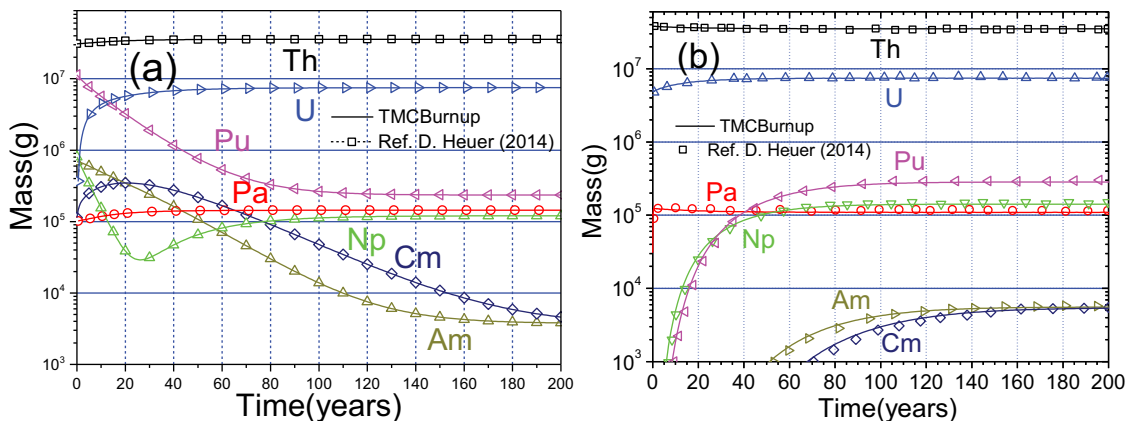 (a)
Th
U
Pu
TMCBurnup
Ref. D. Heuer (2014)
Pa
Np
Cm
Am
10⁷
10⁶
10⁵
10⁴
10³
Mass(g)
0 20 40 60 80 100 120 140 160 180 200
Time(years)
(b)
Th
U
TMCBurnup
Ref. D. Heuer (2014)
Pu
Pa
Np
Am
Cm
10⁷
10⁶
10⁵
10⁴
10³
Mass(g)
0 20 40 60 80 100 120 140 160 180 200
Time(years)